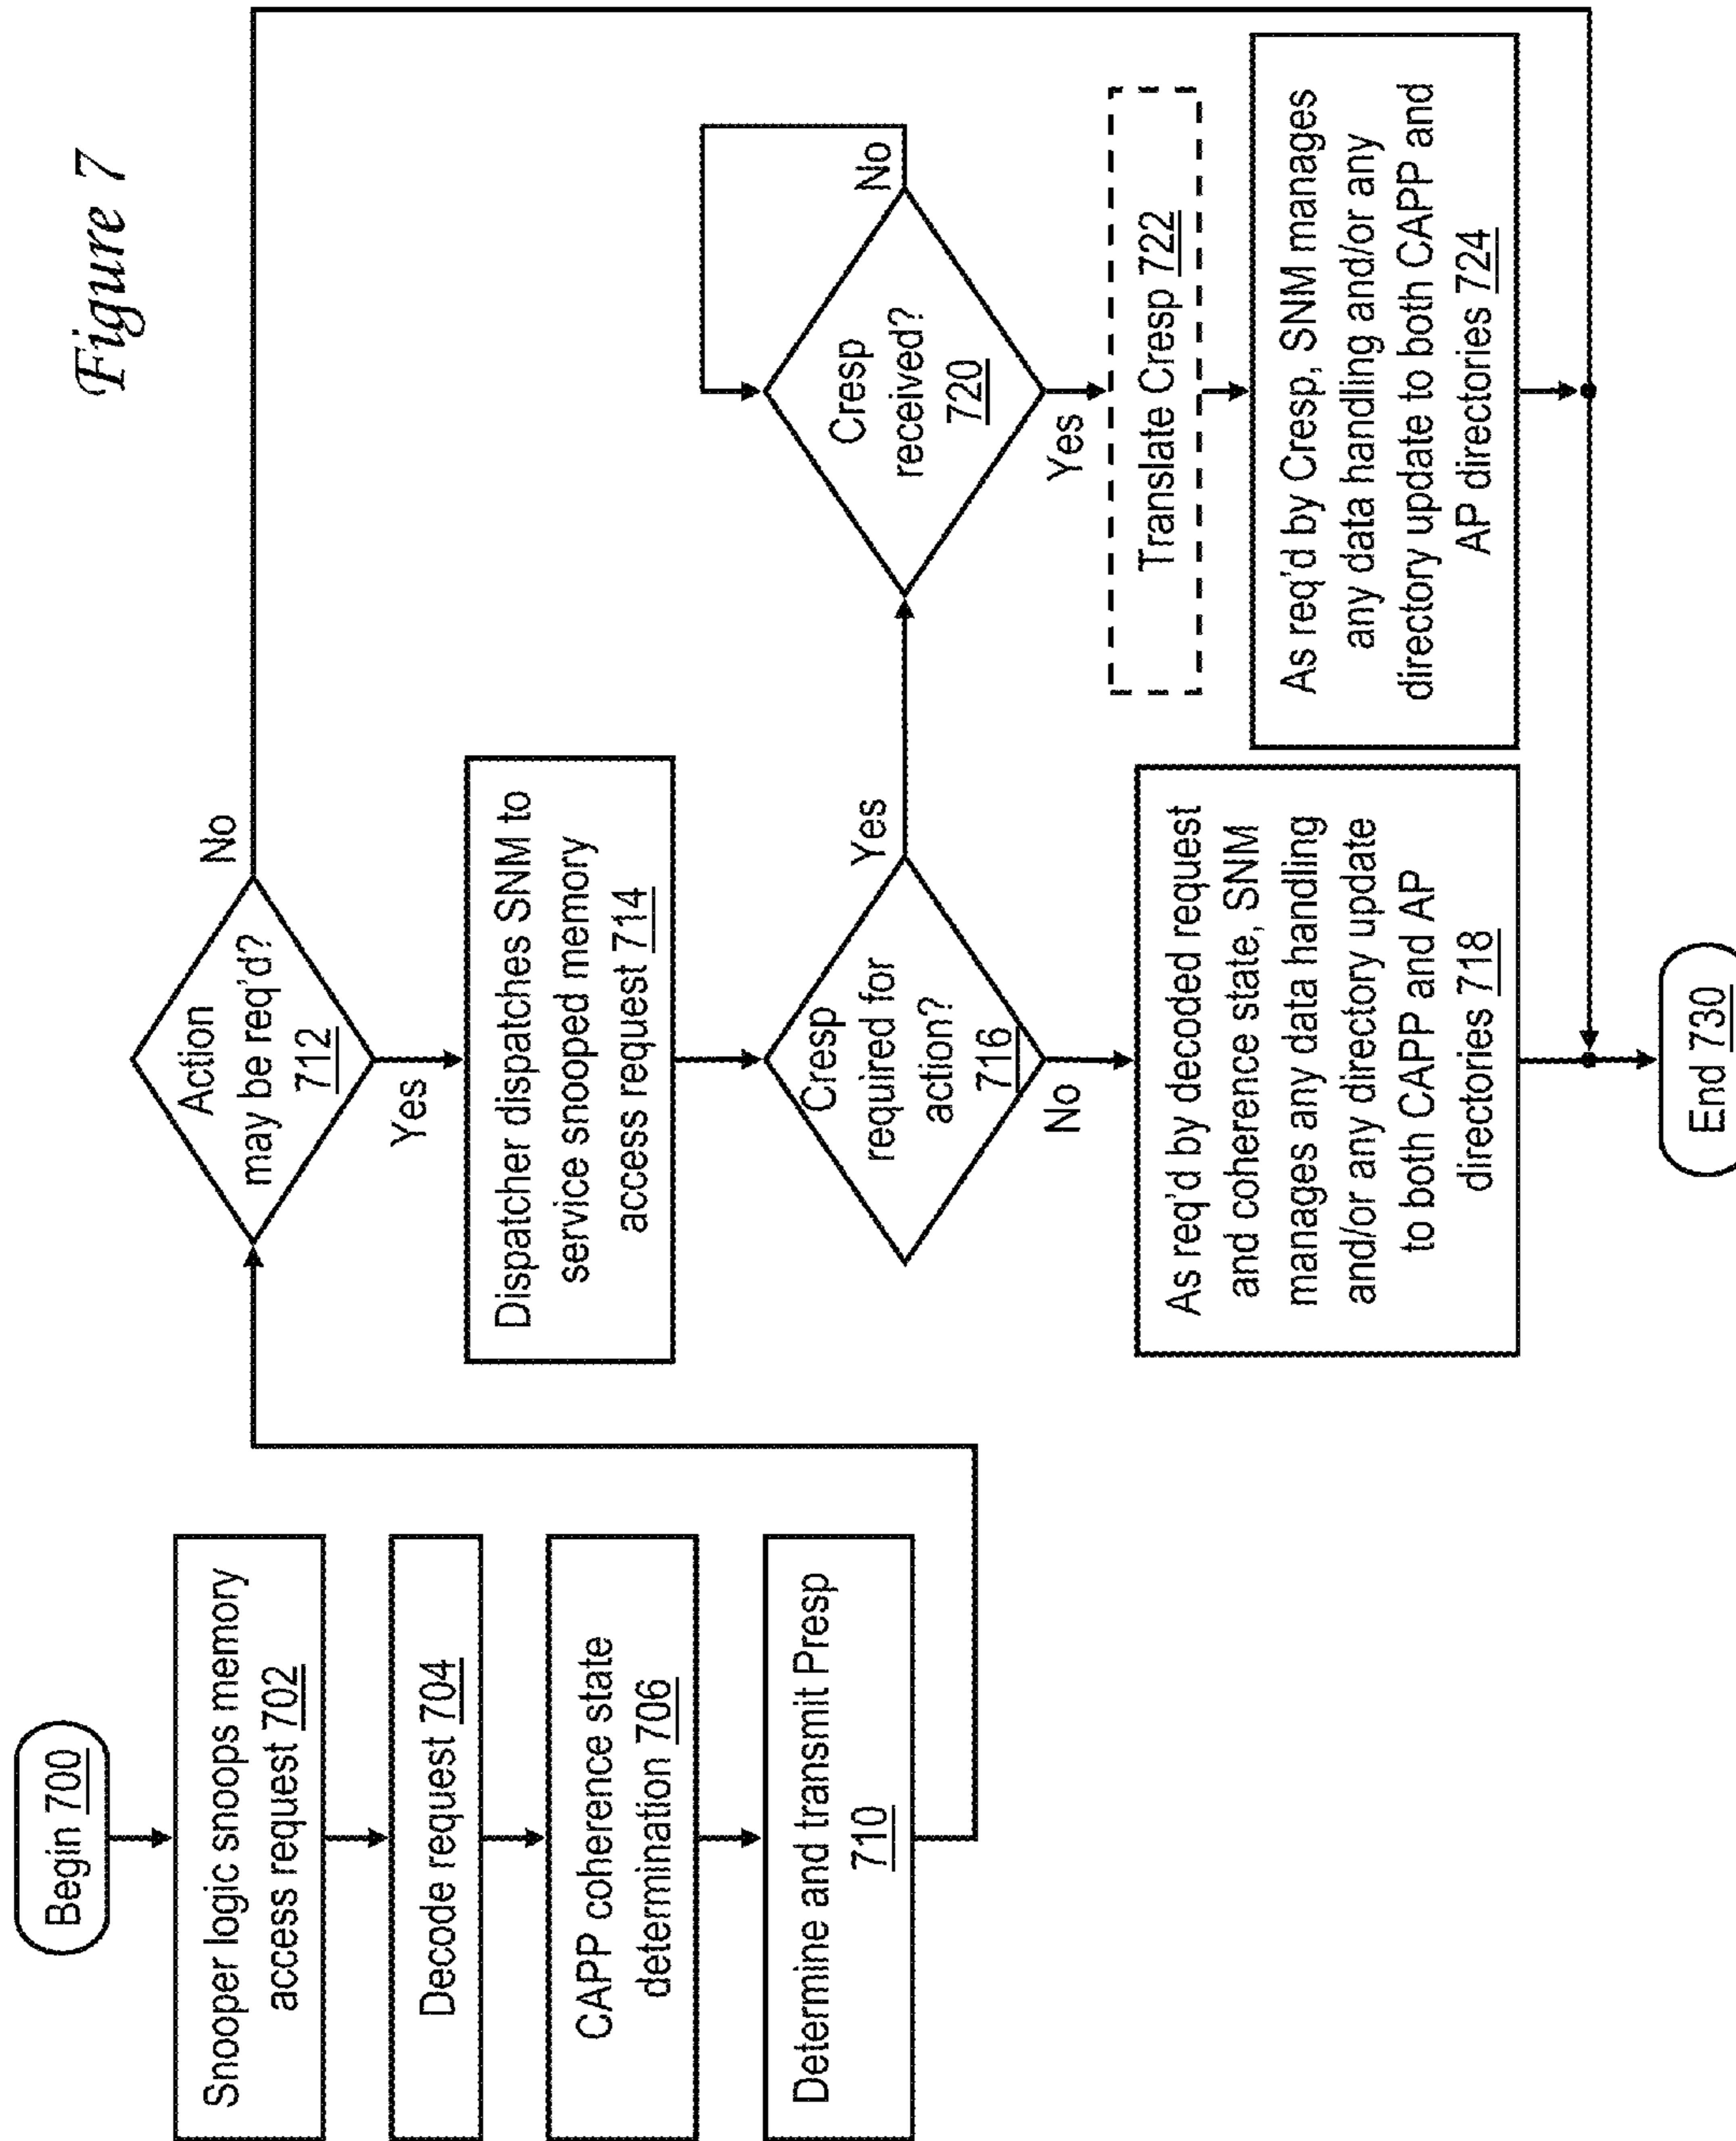 Figure 7
Begin 700
Snooper logic snoops memory
access request 702
Decode request 704
CAPP coherence state
determination 706
Determine and transmit Presp
710
Action
may be req'd?
712
No
Yes
Dispatcher dispatches SNM to
service snooped memory
access request 714
Cresp
required for
action?
716
Yes
No
As req'd by decoded request
and coherence state, SNM
manages any data handling
and/or any directory update
to both CAPP and AP
directories 718
Cresp
received?
720
No
Yes
Translate Cresp 722
As req'd by Cresp, SNM manages
any data handling and/or any
directory update to both CAPP and
AP directories 724
End 730